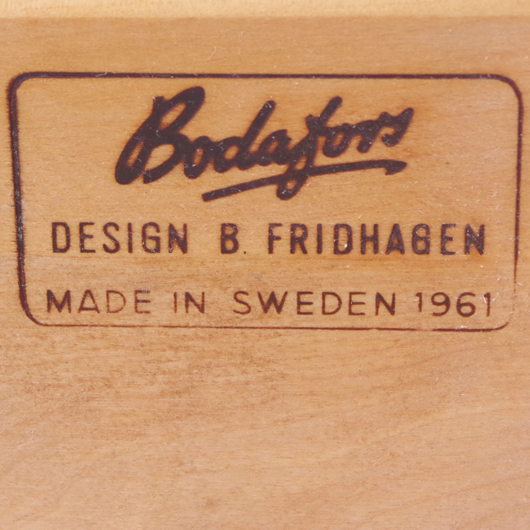 Bodafors
DESIGN B. FRIDHAGEN
MADE IN SWEDEN 1961